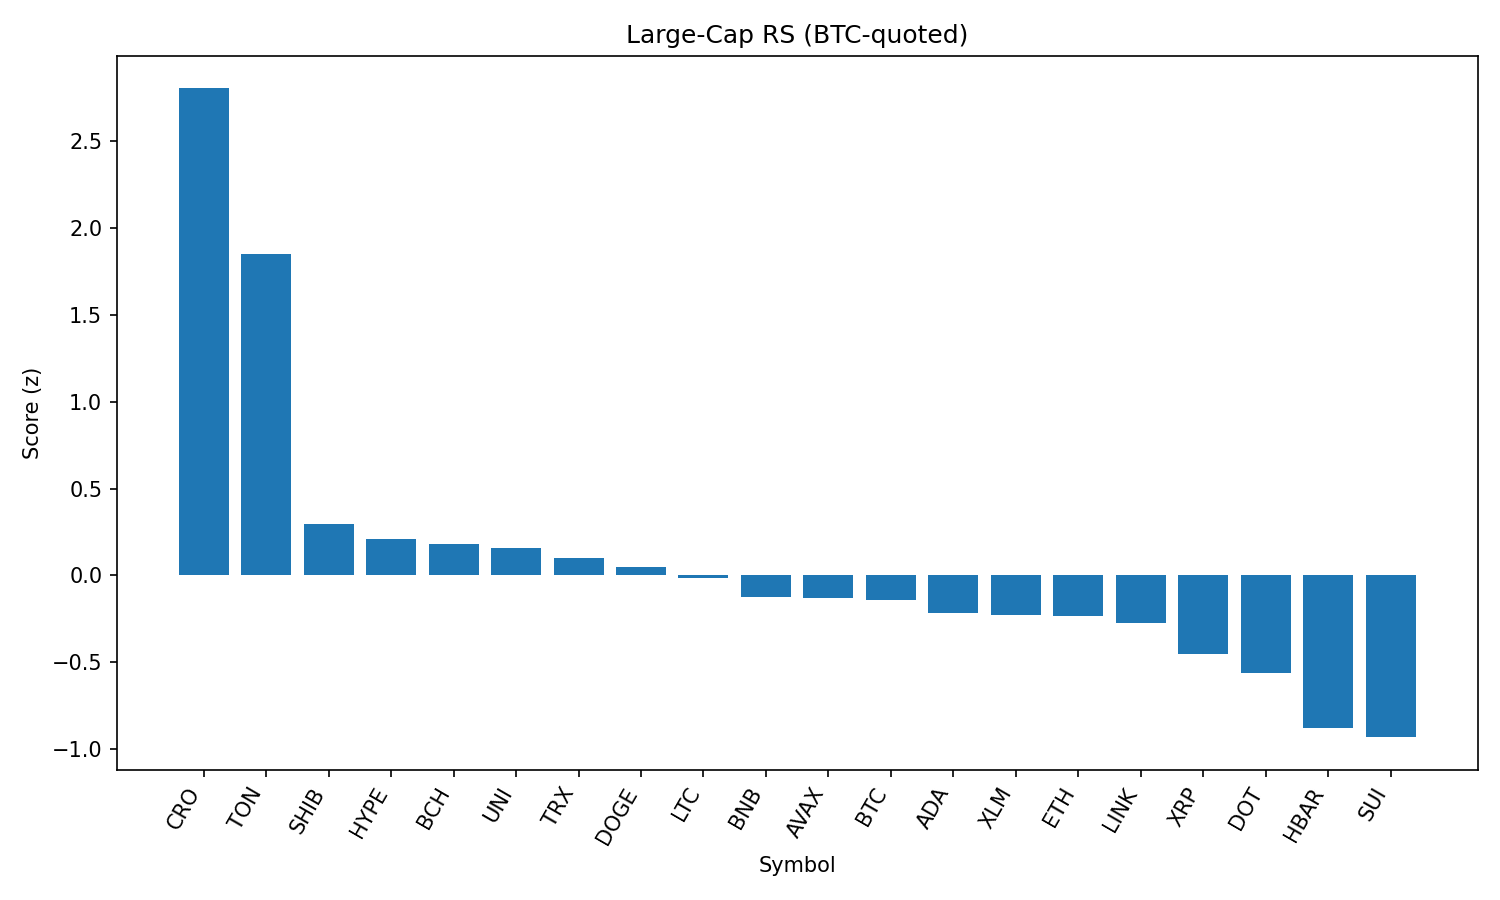 Large-Cap RS (BTC-quoted)
Score (z)
2.5
2.0
1.5
1.0
0.5
0.0
−0.5
−1.0
CRO
TON
SHIB
HYPE
BCH
UNI
TRX
DOGE
LTC
BNB
AVAX
BTC
ADA
XLM
ETH
LINK
XRP
DOT
HBAR
SUI
Symbol